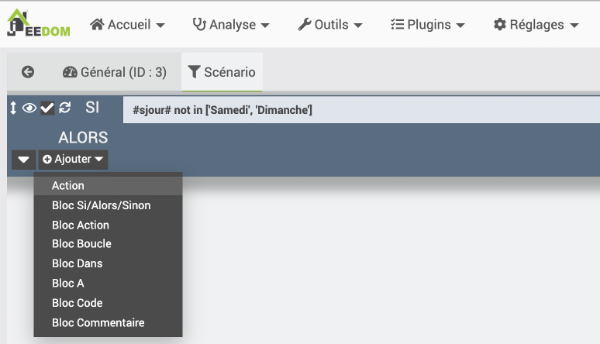 JEEDOM Accueil Analyse Outils Plugins Réglages
Général (ID : 3) Scénario
SI #sjour# not in ['Samedi', 'Dimanche']
ALORS
Ajouter
Action
Bloc Si/Alors/Sinon
Bloc Action
Bloc Boucle
Bloc Dans
Bloc A
Bloc Code
Bloc Commentaire